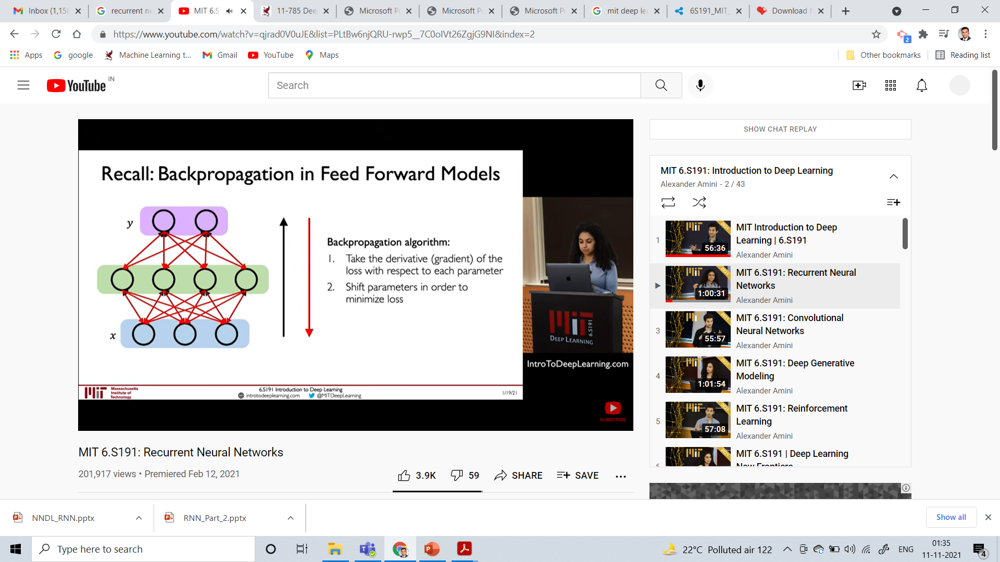 Inbox (1,158
recurrent ne
MIT 6.S
11-785 Dee
Microsoft Po
Microsoft Po
Microsoft Po
mit deep le
6S191_MIT_
Download f
https://www.youtube.com/watch?v=qjrad0V0uJE&list=PLtBw6njQRU-rwp5__7C0oIVt26ZgjG9NI&index=2
2
Apps
google
Machine Learning t...
Gmail
YouTube
Maps
Other bookmarks
Reading list
YouTube IN
Search
SHOW CHAT REPLAY
Recall: Backpropagation in Feed Forward Models
y
x
Backpropagation algorithm:
1. Take the derivative (gradient) of the
loss with respect to each parameter
2. Shift parameters in order to
minimize loss
MIT
Massachusetts
Institute of
Technology
6.S191 Introduction to Deep Learning
introtodeeplearning.com @MITDeepLearning
1/19/21
MIT 6.S191
DEEP LEARNING
IntroToDeepLearning.com
SUBSCRIBE
MIT 6.S191: Introduction to Deep Learning
Alexander Amini - 2 / 43
1
56:36
MIT Introduction to Deep
Learning | 6.S191
Alexander Amini
1:00:31
MIT 6.S191: Recurrent Neural
Networks
Alexander Amini
3
55:57
MIT 6.S191: Convolutional
Neural Networks
Alexander Amini
4
1:01:54
MIT 6.S191: Deep Generative
Modeling
Alexander Amini
5
57:08
MIT 6.S191: Reinforcement
Learning
Alexander Amini
6
MIT 6.S191 | Deep Learning
New Frontiers
MIT 6.S191: Recurrent Neural Networks
201,917 views • Premiered Feb 12, 2021
3.9K
59
SHARE
SAVE
NNDL_RNN.pptx
RNN_Part_2.pptx
Show all
Type here to search
22°C Polluted air 122
ENG
01:35
11-11-2021
4